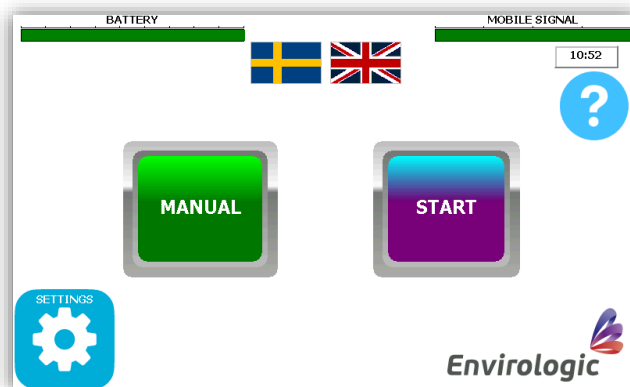 BATTERY
MOBILE SIGNAL
10:52
?
MANUAL
START
SETTINGS
Envirologic